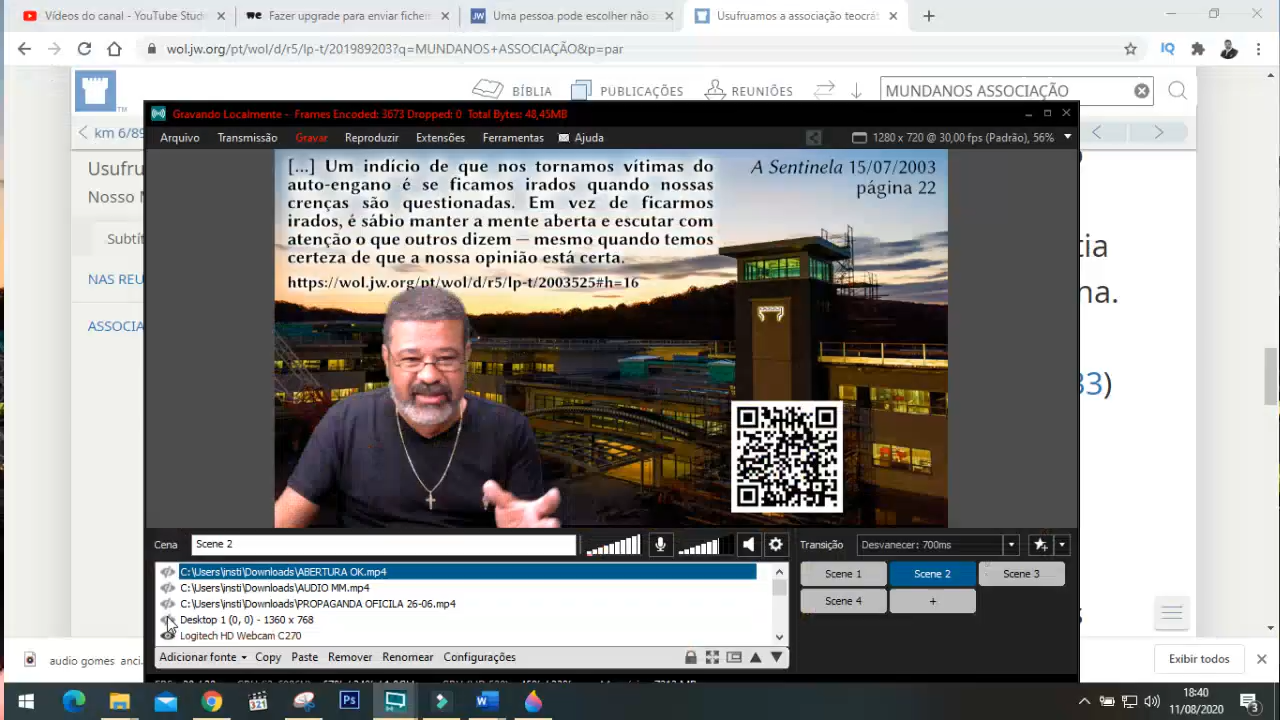 Vídeos do canal - YouTube Stud
Fazer upgrade para enviar fichei
Uma pessoa pode escolher não
Usufruamos a associação teocrát
wol.jw.org/pt/wol/d/r5/lp-t/201989203?q=MUNDANOS+ASSOCIAÇÃO&p=par
IQ
BÍBLIA
PUBLICAÇÕES
REUNIÕES
MUNDANOS ASSOCIAÇÃO
km 6/89
Usufru
Nosso M
Subtít
NAS REU
ASSOCIA
Gravando Localmente - Frames Encoded: 3673 Dropped: 0 Total Bytes: 48,45MB
Arquivo Transmissão Gravar Reproduzir Extensões Ferramentas Ajuda
1280 x 720 @ 30,00 fps (Padrão), 56%
[...] Um indício de que nos tornamos vítimas do
auto-engano é se ficamos irados quando nossas
crenças são questionadas. Em vez de ficarmos
irados, é sábio manter a mente aberta e escutar com
atenção o que outros dizem — mesmo quando temos
certeza de que a nossa opinião está certa.
https://wol.jw.org/pt/wol/d/r5/lp-t/2003525#h=16
A Sentinela 15/07/2003
página 22
tia
ma.
33)
Cena
Scene 2
Transição
Desvanecer: 700ms
C:\Users\insti\Downloads\ABERTURA OK.mp4
C:\Users\insti\Downloads\AUDIO MM.mp4
C:\Users\insti\Downloads\PROPAGANDA OFICILA 26-06.mp4
Desktop 1 (0, 0) - 1360 x 768
Logitech HD Webcam C270
Scene 1
Scene 2
Scene 3
Scene 4
+
Adicionar fonte Copy Paste Remover Renomear Configurações
audio gomes anci
Exibir todos
18:40
11/08/2020
3